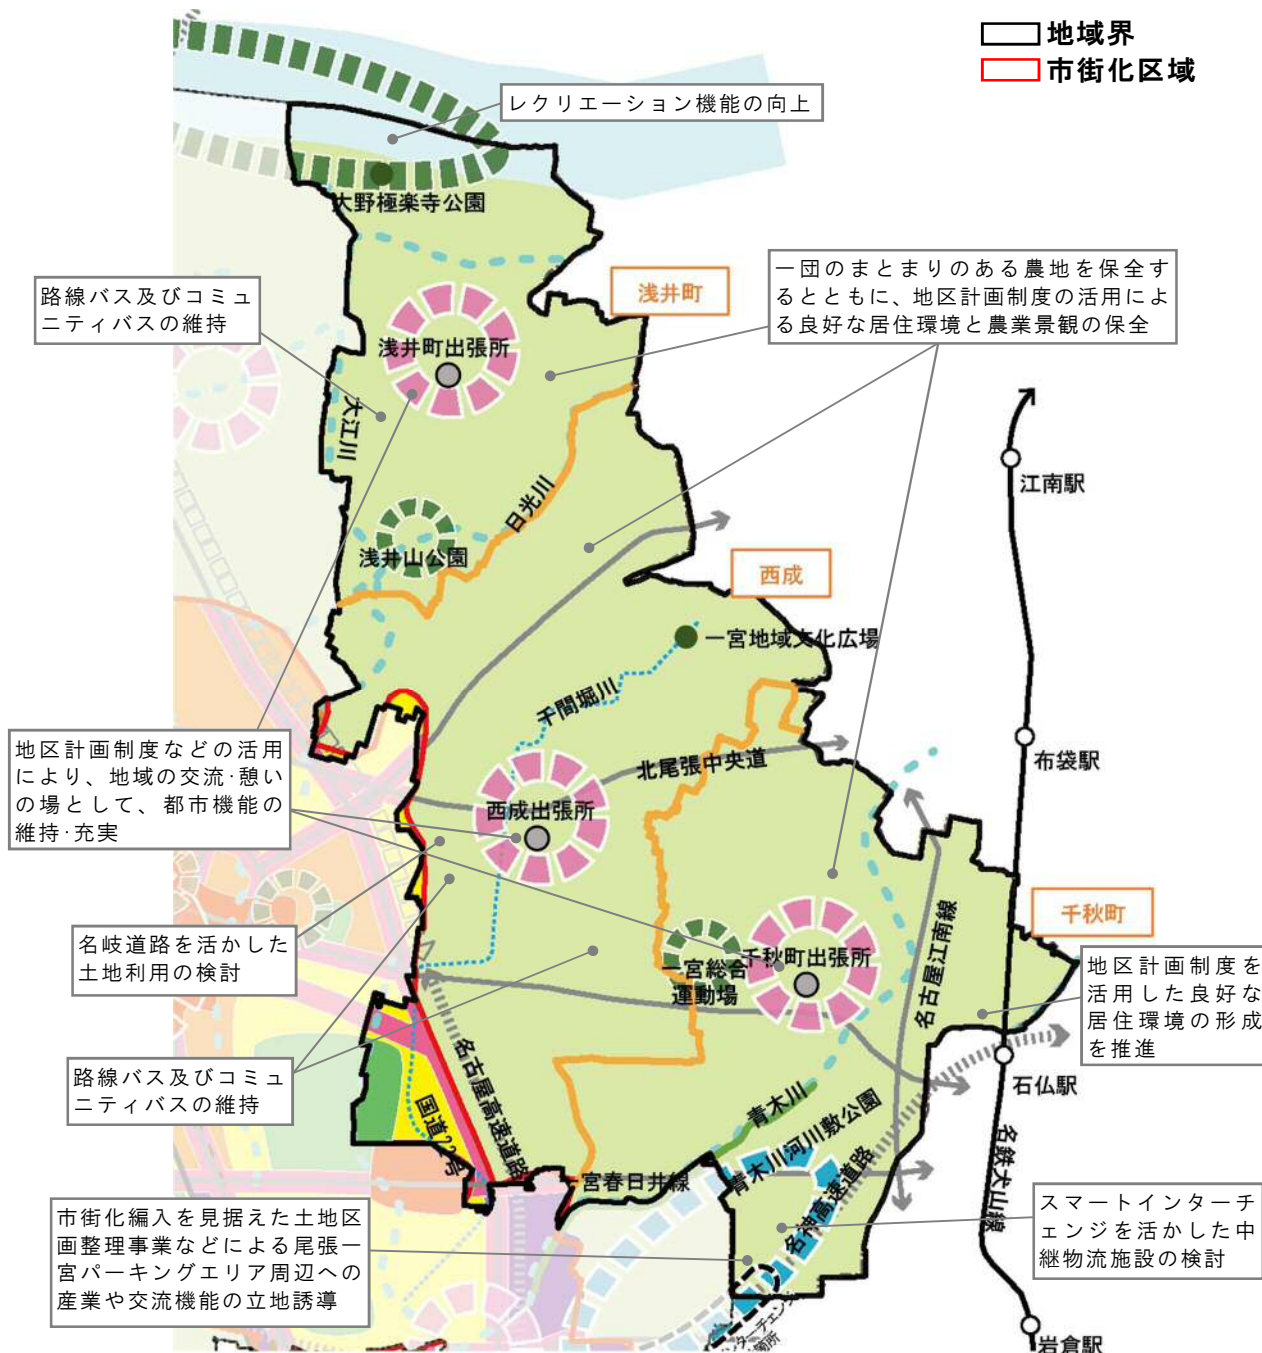 地域界
市街化区域
レクリエーション機能の向上
大野極楽寺公園
路線バス及びコミュ
ニティバスの維持
浅井町
一団のまとまりのある農地を保全す
るとともに、地区計画制度の活用によ
る良好な居住環境と農業景観の保全
浅井町出張所
大江川
日光川
浅井山公園
江南駅
西成
一宮地域文化広場
千間堀川
地区計画制度などの活用
により、地域の交流・憩い
の場として、都市機能の
維持・充実
北尾張中央道
布袋駅
西成出張所
千秋町
名岐道路を活かした
土地利用の検討
一宮総合
運動場
千秋町出張所
名古屋江南線
地区計画制度を
活用した良好な
居住環境の形成
を推進
路線バス及びコミュ
ニティバスの維持
名古屋高速道路
国道22号
石仏駅
青木川
青木川河川敷公園
名神高速道路
名鉄犬山線
宮春日井線
市街化編入を見据えた土地区
画整理事業などによる尾張一
宮パーキングエリア周辺への
産業や交流機能の立地誘導
スマートインターチ
ェンジを活かした中
継物流施設の検討
岩倉駅